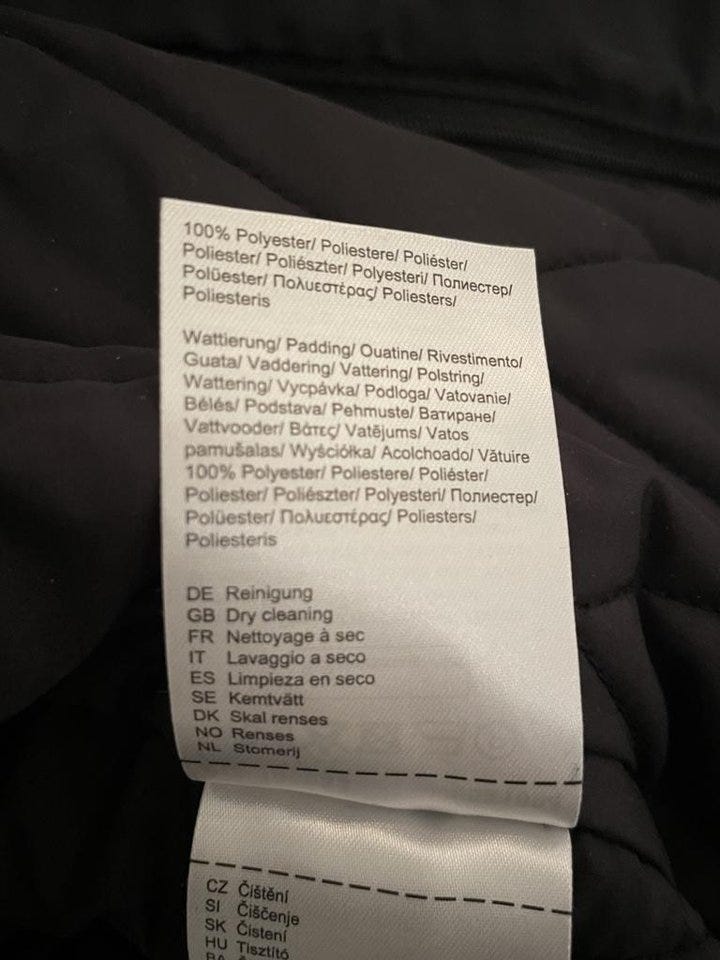 100% Polyester/ Poliestere/ Poliéster/
Poliester/ Poliészter/ Polyesteri/ Полиестер/
Polüester/ Πολυεστέρας/ Poliesters/
Poliesteris
Wattierung/ Padding/ Ouatine/ Rivestimento/
Guata/ Vaddering/ Vattering/ Polstring/
Wattering/ Vycpávka/ Podloga/ Vatovanie/
Bélés/ Podstava/ Pehmuste/ Ватиране/
Vattvooder/ Βάτες/ Vatējums/ Vatos
pamušalas/ Wyściółka/ Acolchoado/ Vătuire
100% Polyester/ Poliestere/ Poliéster/
Poliester/ Poliészter/ Polyesteri/ Полиестер/
Polüester/ Πολυεστέρας/ Poliesters/
Poliesteris
DE Reinigung
GB Dry cleaning
FR Nettoyage à sec
IT Lavaggio a seco
ES Limpieza en seco
SE Kemtvätt
DK Skal renses
NO Renses
NL Stomerij
CZ Čištění
SI Čiščenje
SK Čistení
HU Tisztító
BA